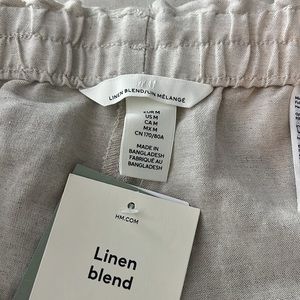 LINEN BLEND/LIN MÉLANGÉ
EUR M
US M
CA M
MX M
CN 170/80A
MADE IN
BANGLADESH
FABRIQUÉ AU
BANGLADESH
HM.COM
Linen
blend